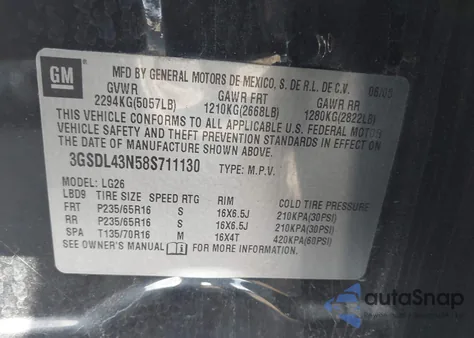 GM
MFD BY GENERAL MOTORS DE MEXICO, S. DE R.L. DE C.V.
GVWR GAWR FRT GAWR RR
2294KG(5057LB) 1210KG(2668LB) 1280KG(2822LB)
THIS VEHICLE CONFORMS TO ALL APPLICABLE U.S. FEDERAL MOTOR
VEHICLE SAFETY AND THEFT PREVENTION STANDARDS IN EFFECT ON
THE DATE OF MANUFACTURE SHOWN ABOVE.
3GSDL43N58S711130 TYPE: M.P.V.
MODEL: LG26
LBD9 TIRE SIZE SPEED RTG RIM COLD TIRE PRESSURE
FRT P235/65R16 S 16X6.5J 210KPA(30PSI)
RR P235/65R16 S 16X6.5J 210KPA(30PSI)
SPA T135/70R16 M 16X4T 420KPA(60PSI)
SEE OWNER'S MANUAL FOR MORE INFORMATION
autoSnap